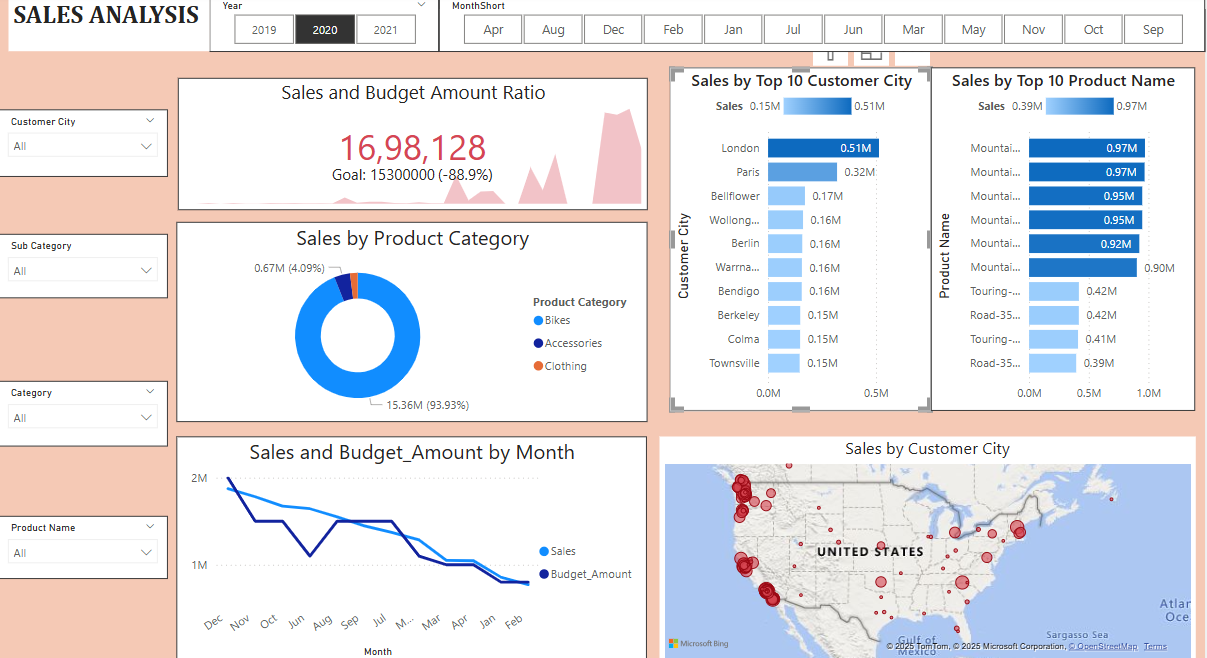 SALES ANALYSIS
Year
2019
2020
2021
MonthShort
Apr
Aug
Dec
Feb
Jan
Jul
Jun
Mar
May
Nov
Oct
Sep
Customer City
All
Sub Category
All
Category
All
Product Name
All
Sales and Budget Amount Ratio
16,98,128
Goal: 15300000 (-88.9%)
Sales by Product Category
0.67M (4.09%)
15.36M (93.93%)
Product Category
Bikes
Accessories
Clothing
Sales and Budget_Amount by Month
2M
1M
Dec
Nov
Oct
Jun
Aug
Sep
Jul
M...
Mar
Apr
Jan
Feb
Month
Sales
Budget_Amount
Sales by Top 10 Customer City
Sales 0.15M 0.51M
Customer City
London 0.51M
Paris 0.32M
Bellflower 0.17M
Wollong... 0.16M
Berlin 0.16M
Warrna... 0.16M
Bendigo 0.16M
Berkeley 0.15M
Colma 0.15M
Townsville 0.15M
0.0M 0.5M
Sales by Top 10 Product Name
Sales 0.39M 0.97M
Product Name
Mountai... 0.97M
Mountai... 0.97M
Mountai... 0.95M
Mountai... 0.95M
Mountai... 0.92M
Mountai... 0.90M
Touring-... 0.42M
Road-35... 0.42M
Touring-... 0.41M
Road-35... 0.39M
0.0M 0.5M 1.0M
Sales by Customer City
UNITED STATES
Atlan
Oce
Sargasso Sea
Gulf of
Microsoft Bing
© 2025 TomTom, © 2025 Microsoft Corporation, © OpenStreetMap Terms